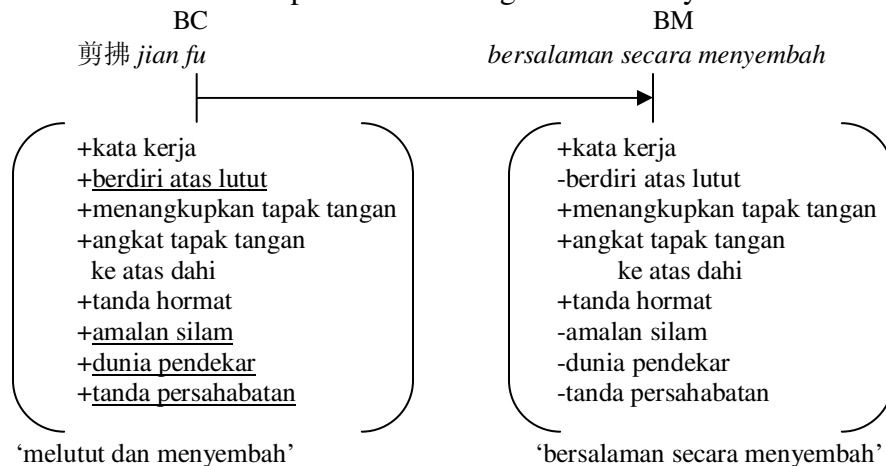 BC BM
剪拂 jian fu bersalaman secara menyembah
+kata kerja +kata kerja
+berdiri atas lutut -berdiri atas lutut
+menangkupkan tapak tangan +menangkupkan tapak tangan
+angkat tapak tangan +angkat tapak tangan
ke atas dahi ke atas dahi
+tanda hormat +tanda hormat
+amalan silam -amalan silam
+dunia pendekar -dunia pendekar
+tanda persahabatan -tanda persahabatan
‘melutut dan menyembah’ ‘bersalaman secara menyembah’